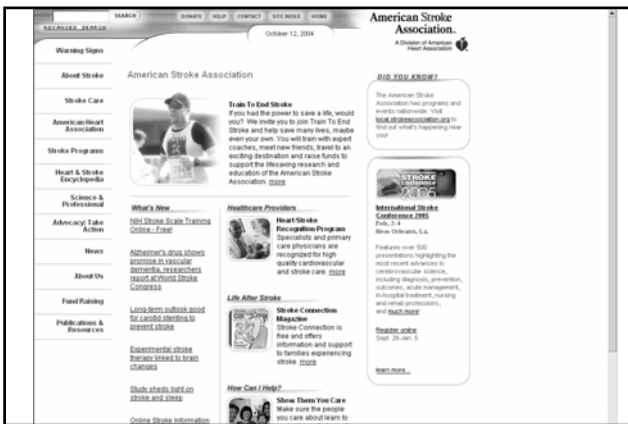 SEARCH
DONATE HELP CONTACT SITE INDEX HOME
ADVANCED SEARCH
October 12, 2004
American Stroke
Association™
A Division of American
Heart Association
Warning Signs
About Stroke
Stroke Care
American Heart
Association
Stroke Programs
Heart & Stroke
Encyclopedia
Science &
Professional
Advocacy: Take
Action
News
About Us
Fund Raising
Publications &
Resources
American Stroke Association
Train To End Stroke
If you had the power to save a life, would
you? We invite you to join Train To End
Stroke and help save many lives, maybe
even your own. You will train with expert
coaches, meet new friends, travel to an
exciting destination and raise funds to
support the lifesaving research and
education of the American Stroke
Association. more
What's New
NIH Stroke Scale Training
Online - Free!
Alzheimer's drug shows
promise in vascular
dementia, researchers
report at World Stroke
Congress
Long-term outlook good
for carotid stenting to
prevent stroke
Experimental stroke
therapy linked to brain
changes
Study sheds light on
stroke and sleep
Online Stroke Information
Healthcare Providers
Heart/Stroke
Recognition Program
Specialists and primary
care physicians are
recognized for high
quality cardiovascular
and stroke care. more
Life After Stroke
Stroke Connection
Magazine
Stroke Connection is
free and offers
information and support
to families experiencing
stroke. more
How Can I Help?
Show Them You Care
Make sure the people
you care about learn to
DID YOU KNOW?
The American Stroke
Association has programs and
events nationwide. Visit
local.strokeassociation.org to
find out what's happening near
you!
STROKE
Conference
2005
International Stroke
Conference 2005
Feb. 2-4
New Orleans, La.
Features over 500
presentations highlighting the
most recent advances in
cerebrovascular science,
including diagnosis, prevention,
outcomes, acute management,
in-hospital treatment, nursing
and rehab professions,
and much more!
Register online
Sept. 28-Jan. 5
learn more...